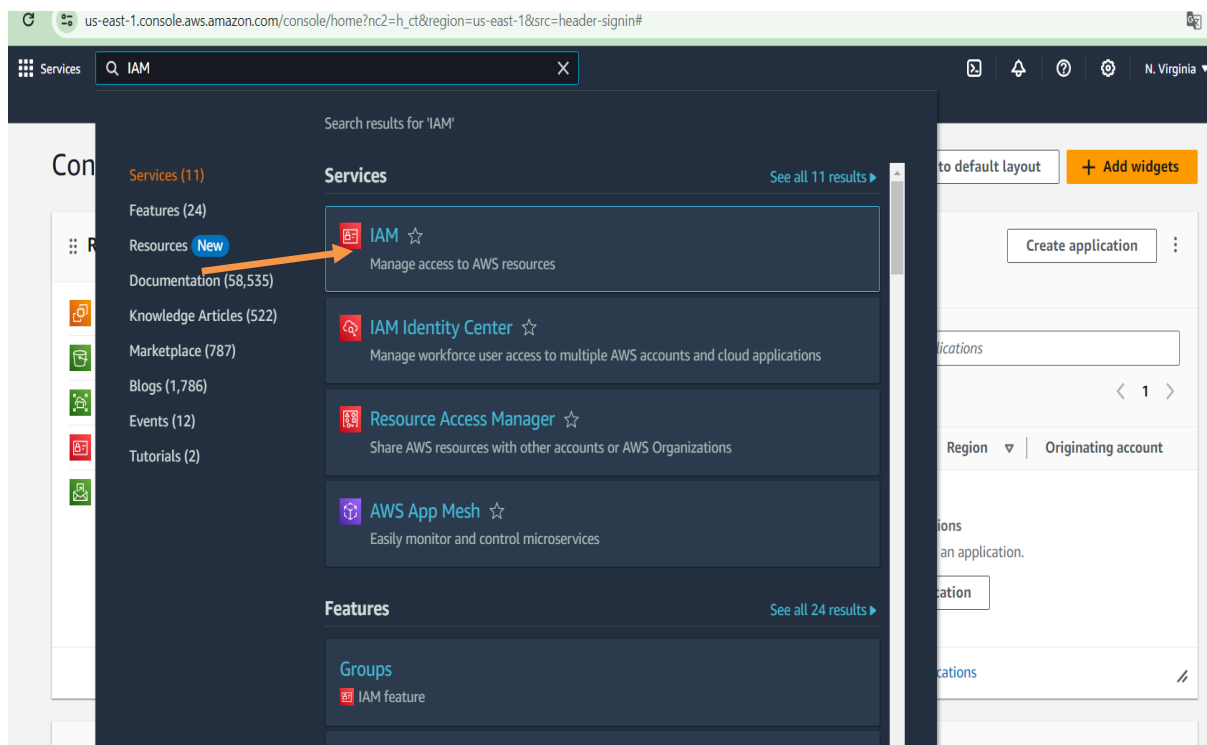 us-east-1.console.aws.amazon.com/console/home?nc2=h_ct&region=us-east-1&src=header-signin#
Services
IAM
N. Virginia
Search results for 'IAM'
Con
Services (11)
Features (24)
Resources New
Documentation (58,535)
Knowledge Articles (522)
Marketplace (787)
Blogs (1,786)
Events (12)
Tutorials (2)
Services
See all 11 results
IAM
Manage access to AWS resources
IAM Identity Center
Manage workforce user access to multiple AWS accounts and cloud applications
Resource Access Manager
Share AWS resources with other accounts or AWS Organizations
AWS App Mesh
Easily monitor and control microservices
Features
See all 24 results
Groups
IAM feature
to default layout
+ Add widgets
R
Create application
lications
1
Region
Originating account
ions
an application.
cation
cations